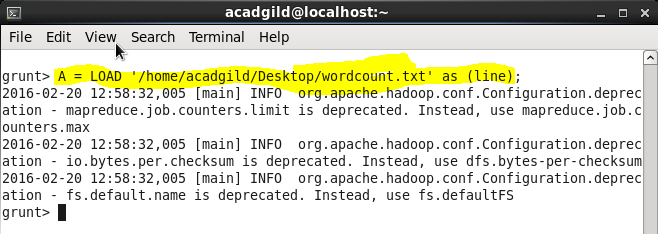 acadgild@localhost:~
File Edit View Search Terminal Help
grunt> A = LOAD '/home/acadgild/Desktop/wordcount.txt' as (line);
2016-02-20 12:58:32,005 [main] INFO  org.apache.hadoop.conf.Configuration.deprec
ation - mapreduce.job.counters.limit is deprecated. Instead, use mapreduce.job.c
ounters.max
2016-02-20 12:58:32,005 [main] INFO  org.apache.hadoop.conf.Configuration.deprec
ation - io.bytes.per.checksum is deprecated. Instead, use dfs.bytes-per-checksum
2016-02-20 12:58:32,005 [main] INFO  org.apache.hadoop.conf.Configuration.deprec
ation - fs.default.name is deprecated. Instead, use fs.defaultFS
grunt>